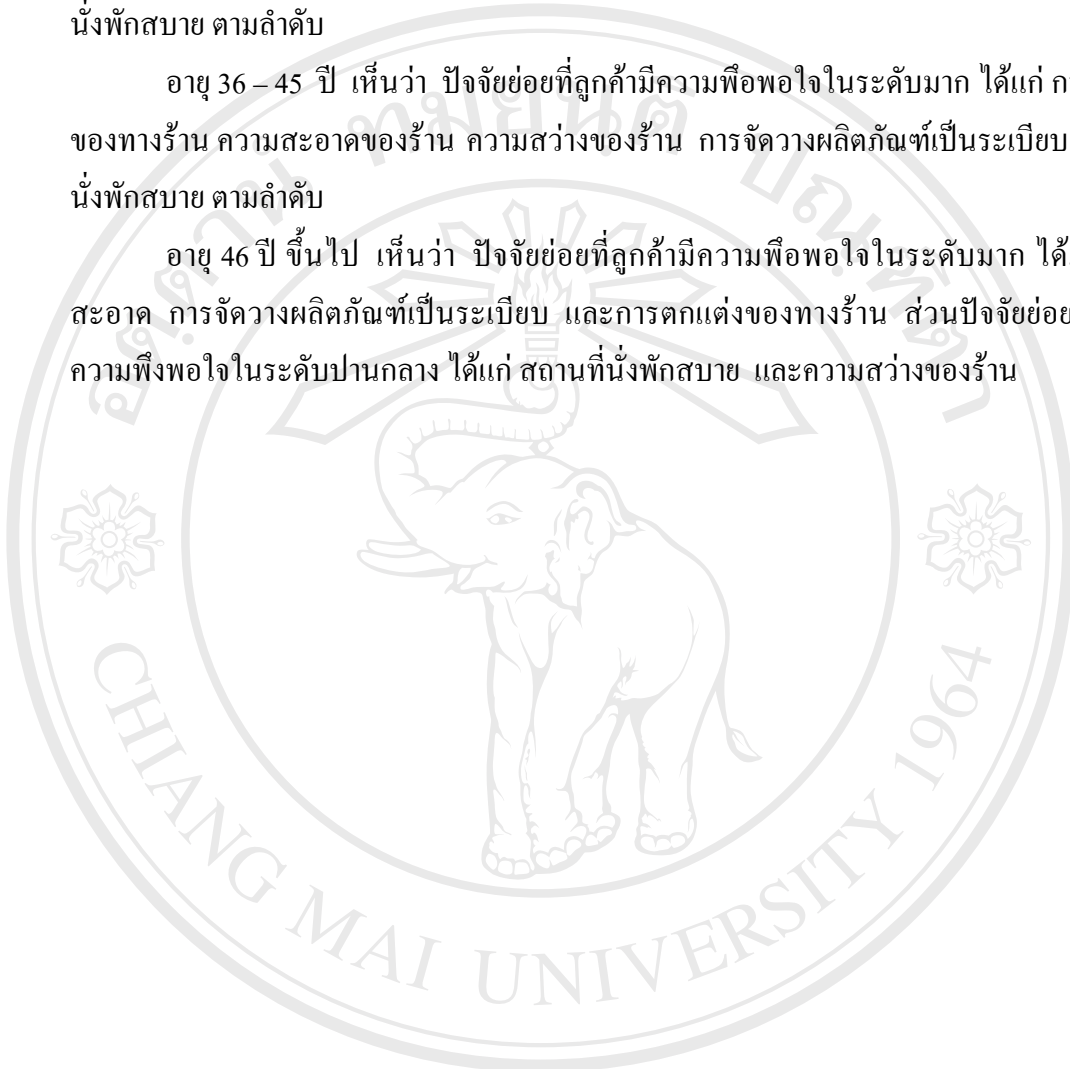 นั่งพักสบาย ตามลำดับ
อายุ 36 – 45 ปี เห็นว่า ปัจจัยย่อยที่ลูกค้ามีความพึอพอใจในระดับมาก ได้แก่ ก
ของทางร้าน ความสะอาดของร้าน ความสว่างของร้าน การจัดวางผลิตภัณฑ์เป็นระเบียบ
นั่งพักสบาย ตามลำดับ
อายุ 46 ปี ขึ้นไป เห็นว่า ปัจจัยย่อยที่ลูกค้ามีความพึอพอใจในระดับมาก ได้
สะอาด การจัดวางผลิตภัณฑ์เป็นระเบียบ และการตกแต่งของทางร้าน ส่วนปัจจัยย่อย
ความพึงพอใจในระดับปานกลาง ได้แก่ สถานที่นั่งพักสบาย และความสว่างของร้าน
อตฺตานํ ทมยนฺติ ปณฺฑิตา
CHIANG MAI UNIVERSITY 1964